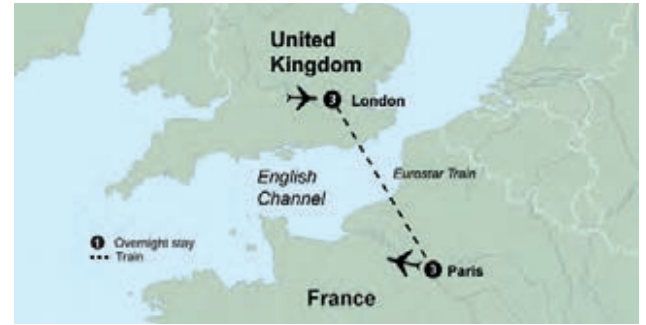 United
Kingdom
3 London
English
Channel
Eurostar Train
1 Overnight stay
Train
3 Paris
France